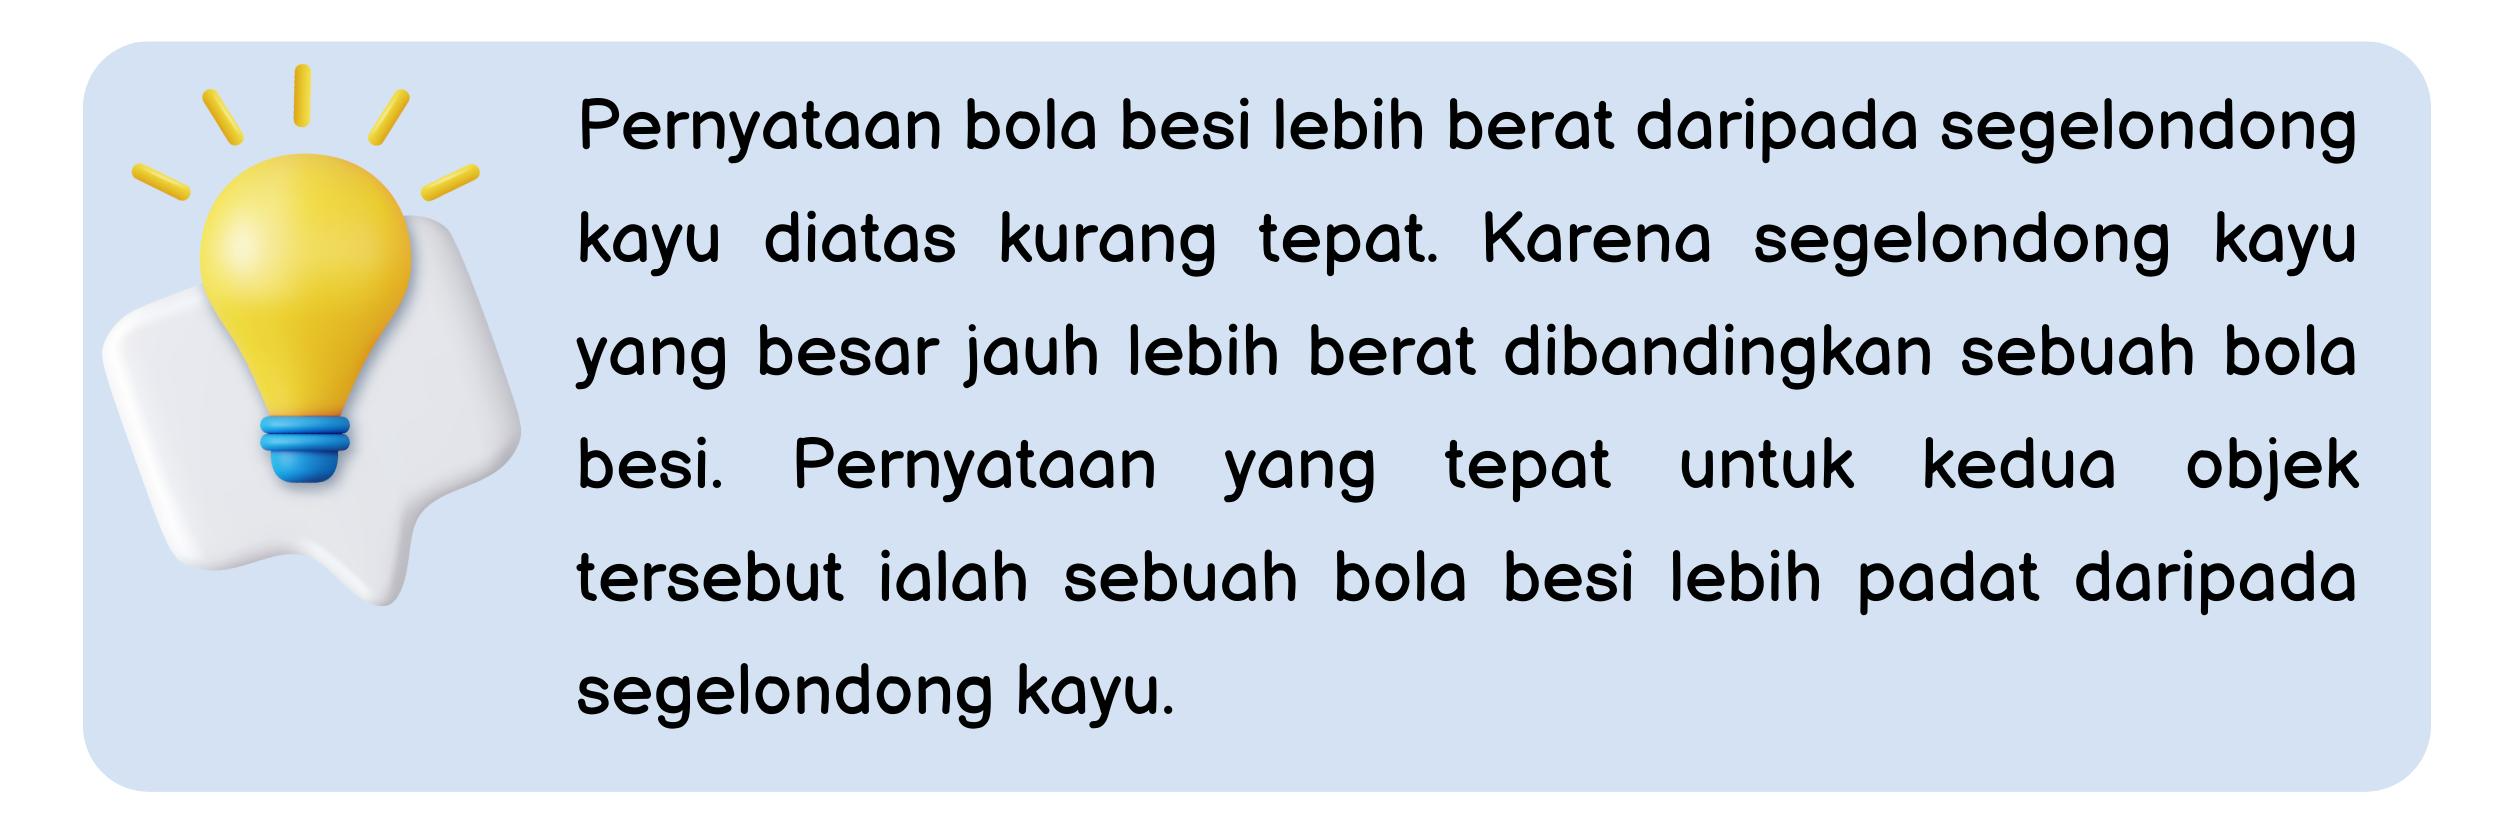 Pernyataan bola besi lebih berat daripada segelondong
kayu diatas kurang tepat. Karena segelondong kayu
yang besar jauh lebih berat dibandingkan sebuah bola
besi. Pernyataan yang tepat untuk kedua objek
tersebut ialah sebuah bola besi lebih padat daripada
segelondong kayu.